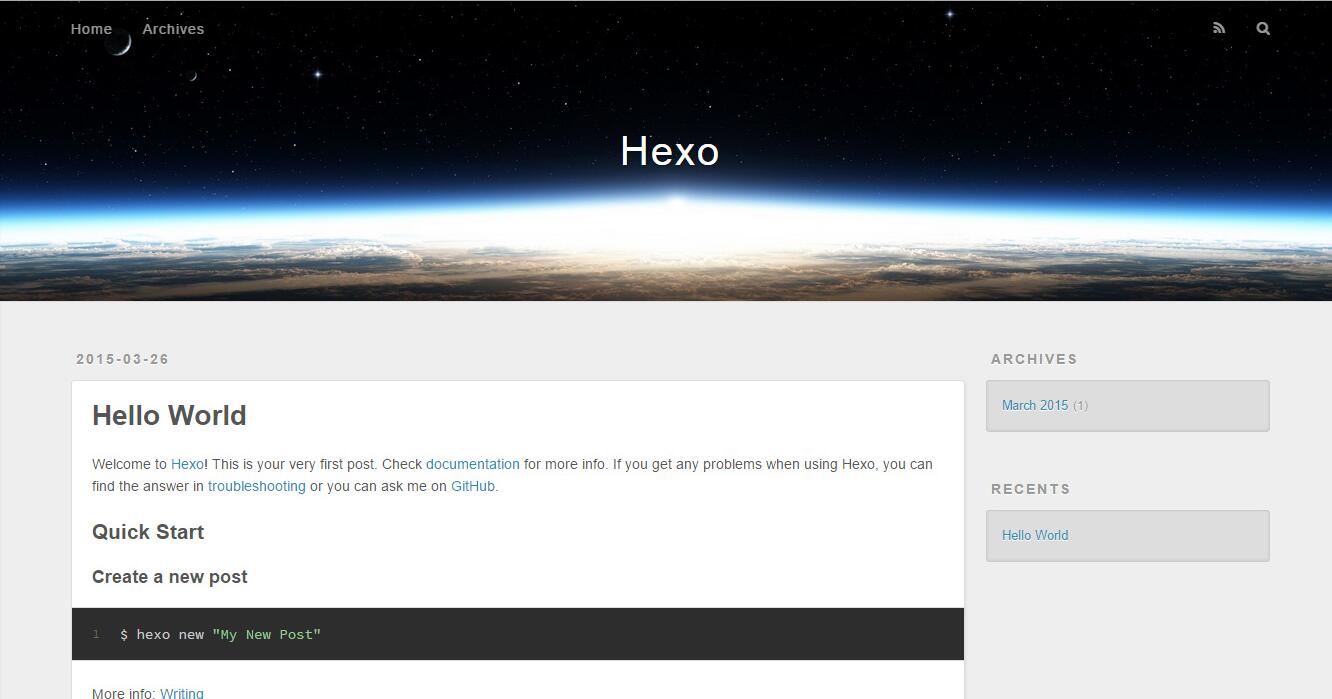 Home Archives
Hexo
2015-03-26
Hello World
Welcome to Hexo! This is your very first post. Check documentation for more info. If you get any problems when using Hexo, you can
find the answer in troubleshooting or you can ask me on GitHub.
Quick Start
Create a new post
1 $ hexo new "My New Post"
More info: Writing
ARCHIVES
March 2015 (1)
RECENTS
Hello World